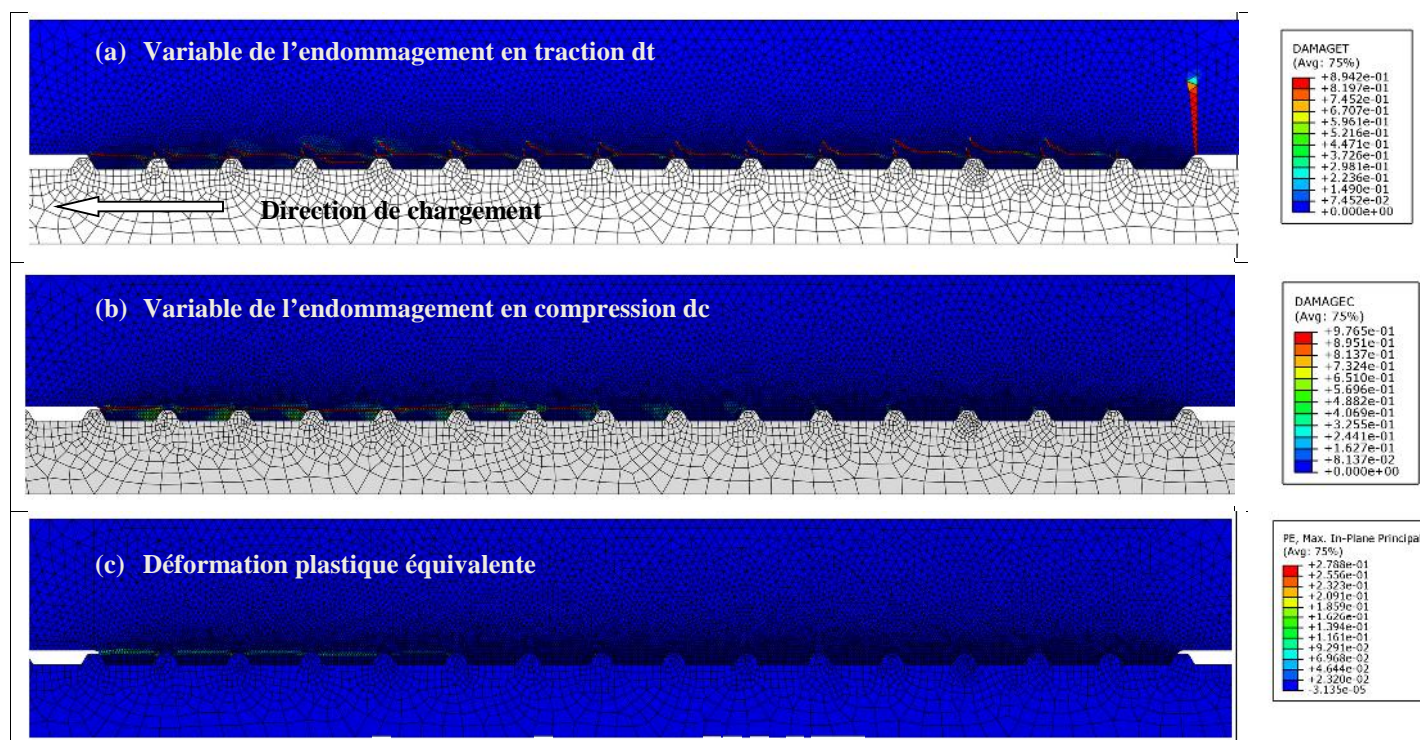 (a) Variable de l'endommagement en traction dt
DAMAGET
(Avg: 75%)
+8.942e-01
+8.197e-01
+7.452e-01
+6.707e-01
+5.961e-01
+5.216e-01
+4.471e-01
+3.726e-01
+2.981e-01
+2.236e-01
+1.490e-01
+7.452e-02
+0.000e+00
Direction de chargement
(b) Variable de l'endommagement en compression dc
DAMAGEC
(Avg: 75%)
+9.765e-01
+8.951e-01
+8.137e-01
+7.324e-01
+6.510e-01
+5.696e-01
+4.882e-01
+4.069e-01
+3.255e-01
+2.441e-01
+1.627e-01
+8.137e-02
+0.000e+00
(c) Déformation plastique équivalente
PE, Max. In-Plane Principal
(Avg: 75%)
+2.788e-01
+2.556e-01
+2.323e-01
+2.091e-01
+1.859e-01
+1.626e-01
+1.394e-01
+1.161e-01
+9.291e-02
+6.968e-02
+4.644e-02
+2.320e-02
-3.135e-05